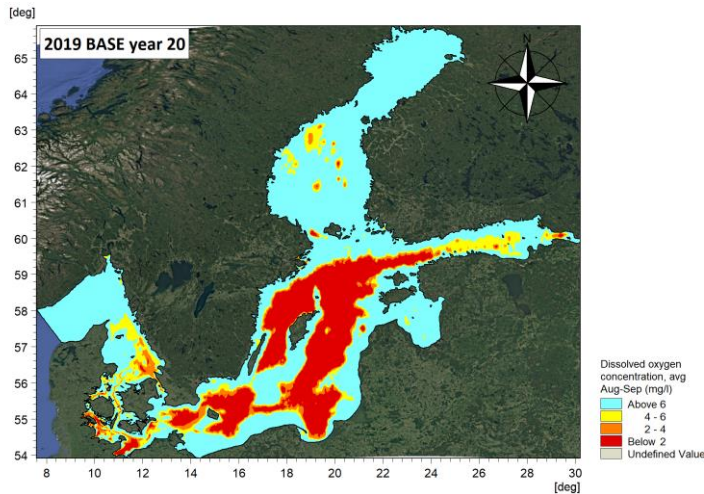 [deg]
2019 BASE year 20
66
65
64
63
62
61
60
59
58
57
56
55
54
8 10 12 14 16 18 20 22 24 26 28 30
[deg]
Dissolved oxygen
concentration, avg
Aug-Sep (mg/l)
Above 6
4 - 6
2 - 4
Below 2
Undefined Value